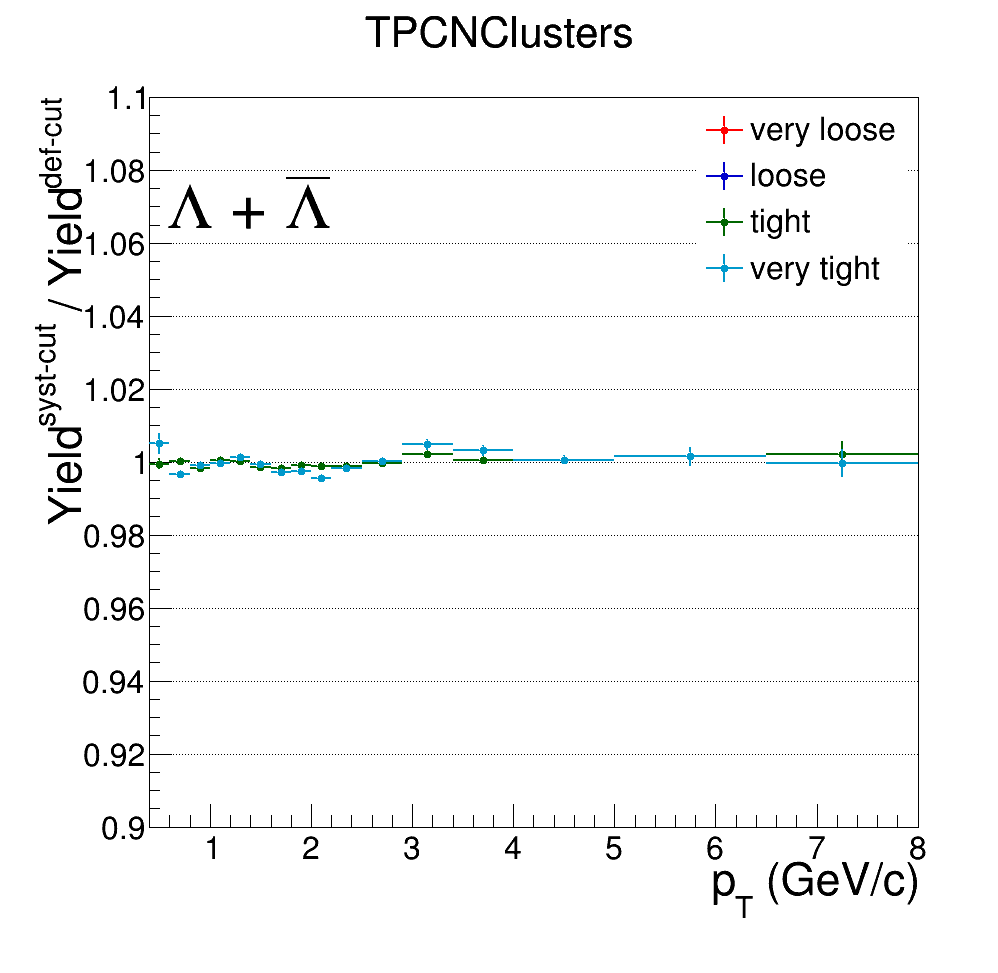 TPCNClusters
Yield^syst-cut / Yield^def-cut
1.1
1.08
1.06
1.04
1.02
1
0.98
0.96
0.94
0.92
0.9
Λ + Λ̅
very loose
loose
tight
very tight
1 2 3 4 5 6 7 8
p_T (GeV/c)